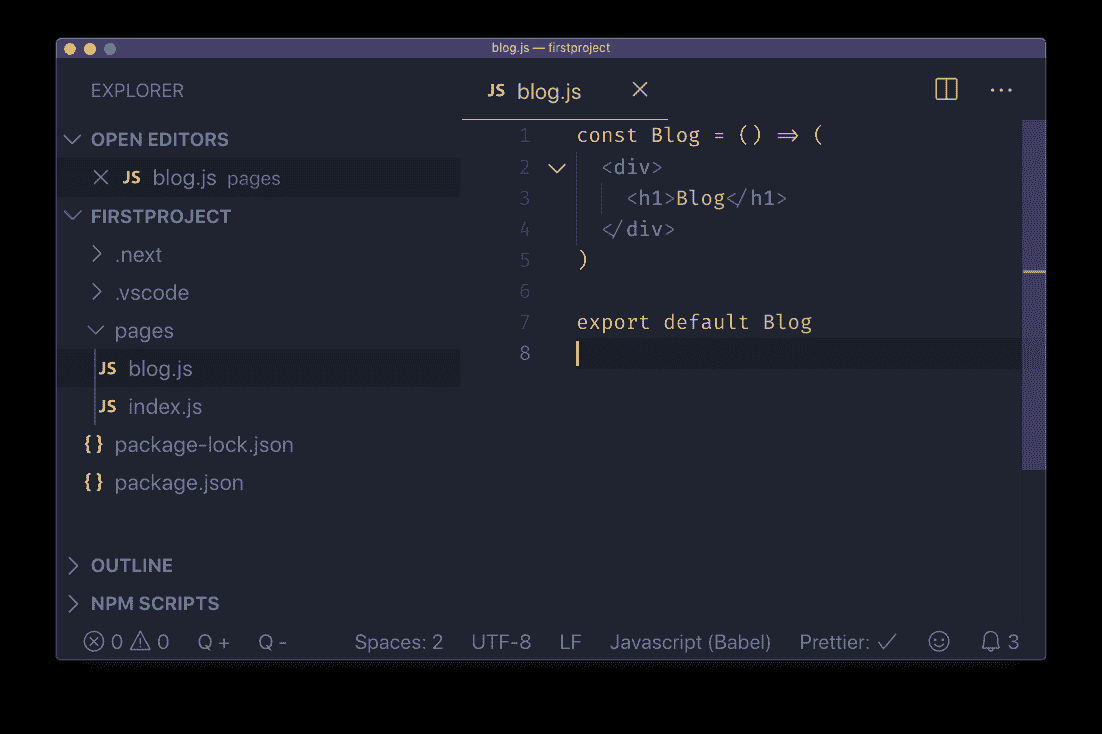 blog.js — firstproject
EXPLORER
OPEN EDITORS
JS blog.js pages
FIRSTPROJECT
.next
.vscode
pages
JS blog.js
JS index.js
{} package-lock.json
{} package.json
OUTLINE
NPM SCRIPTS
JS blog.js
1 const Blog = () => (
2 <div>
3 <h1>Blog</h1>
4 </div>
5 )
6
7 export default Blog
8
0 0 Q + Q - Spaces: 2 UTF-8 LF Javascript (Babel) Prettier: ✓ 3